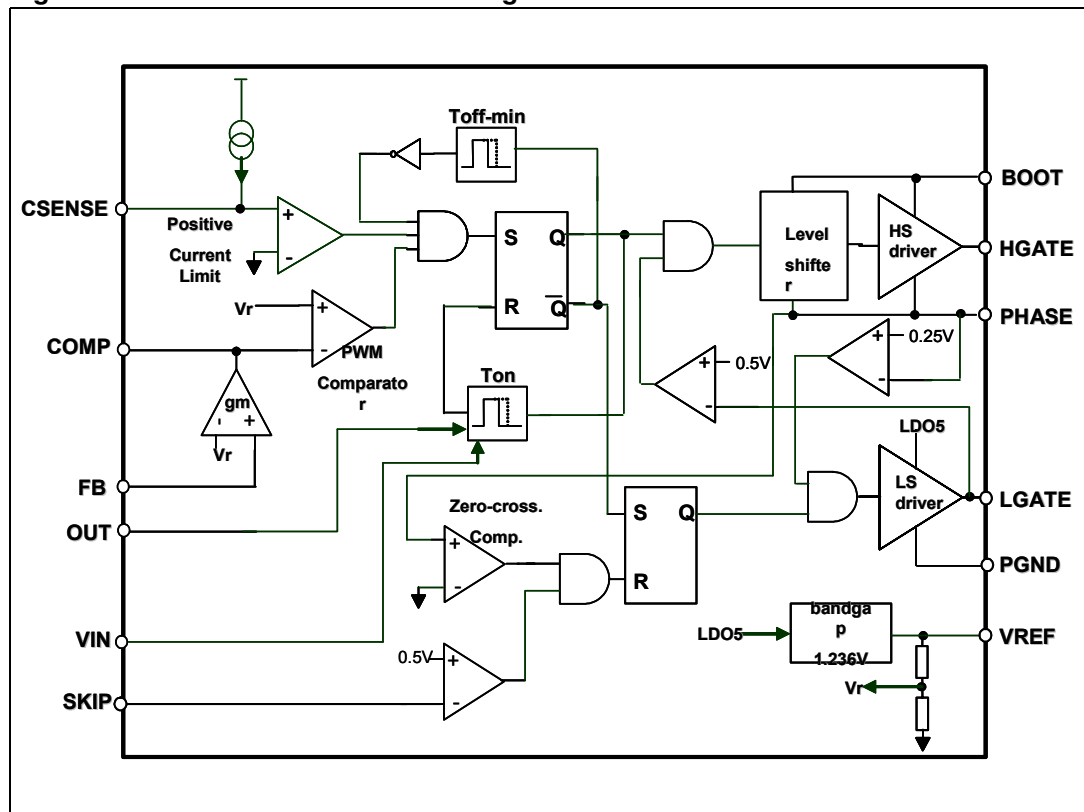 Toff-min
BOOT
CSENSE
+
Positive
-
Current
Limit
S
Q
Level
shifte
r
HS
driver
HGATE
Vr
+
R
Q
PHASE
COMP
-
PWM
Comparato
r
Ton
+
0.5V
-
+
0.25V
-
gm
-
+
Vr
LDO5
FB
LS
driver
LGATE
OUT
Zero-cross.
Comp.
+
-
S
Q
R
PGND
bandga
p
1.236V
LDO5
VREF
VIN
0.5V
+
-
Vr
SKIP